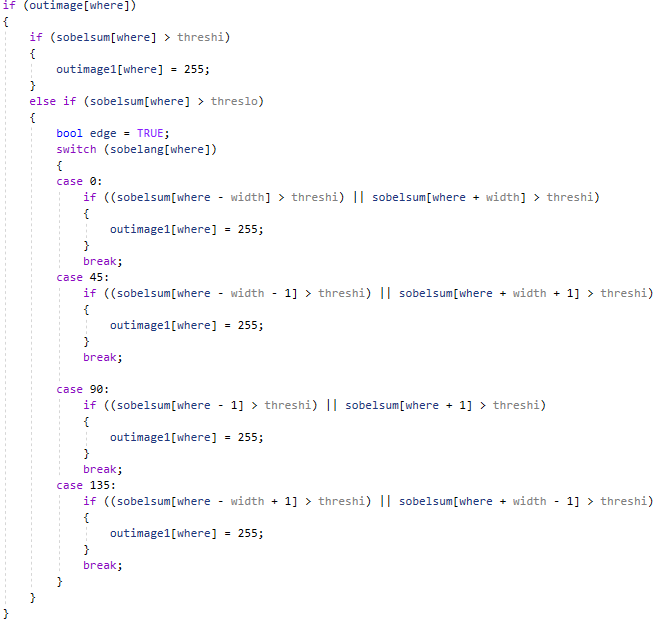 if (outimage[where])
{
if (sobelsum[where] > threshi)
{
outimage1[where] = 255;
}
else if (sobelsum[where] > threslo)
{
bool edge = TRUE;
switch (sobelang[where])
{
case 0:
if ((sobelsum[where - width] > threshi) || sobelsum[where + width] > threshi)
{
outimage1[where] = 255;
}
break;
case 45:
if ((sobelsum[where - width - 1] > threshi) || sobelsum[where + width + 1] > threshi)
{
outimage1[where] = 255;
}
break;
case 90:
if ((sobelsum[where - 1] > threshi) || sobelsum[where + 1] > threshi)
{
outimage1[where] = 255;
}
break;
case 135:
if ((sobelsum[where - width + 1] > threshi) || sobelsum[where + width - 1] > threshi)
{
outimage1[where] = 255;
}
break;
}
}
}